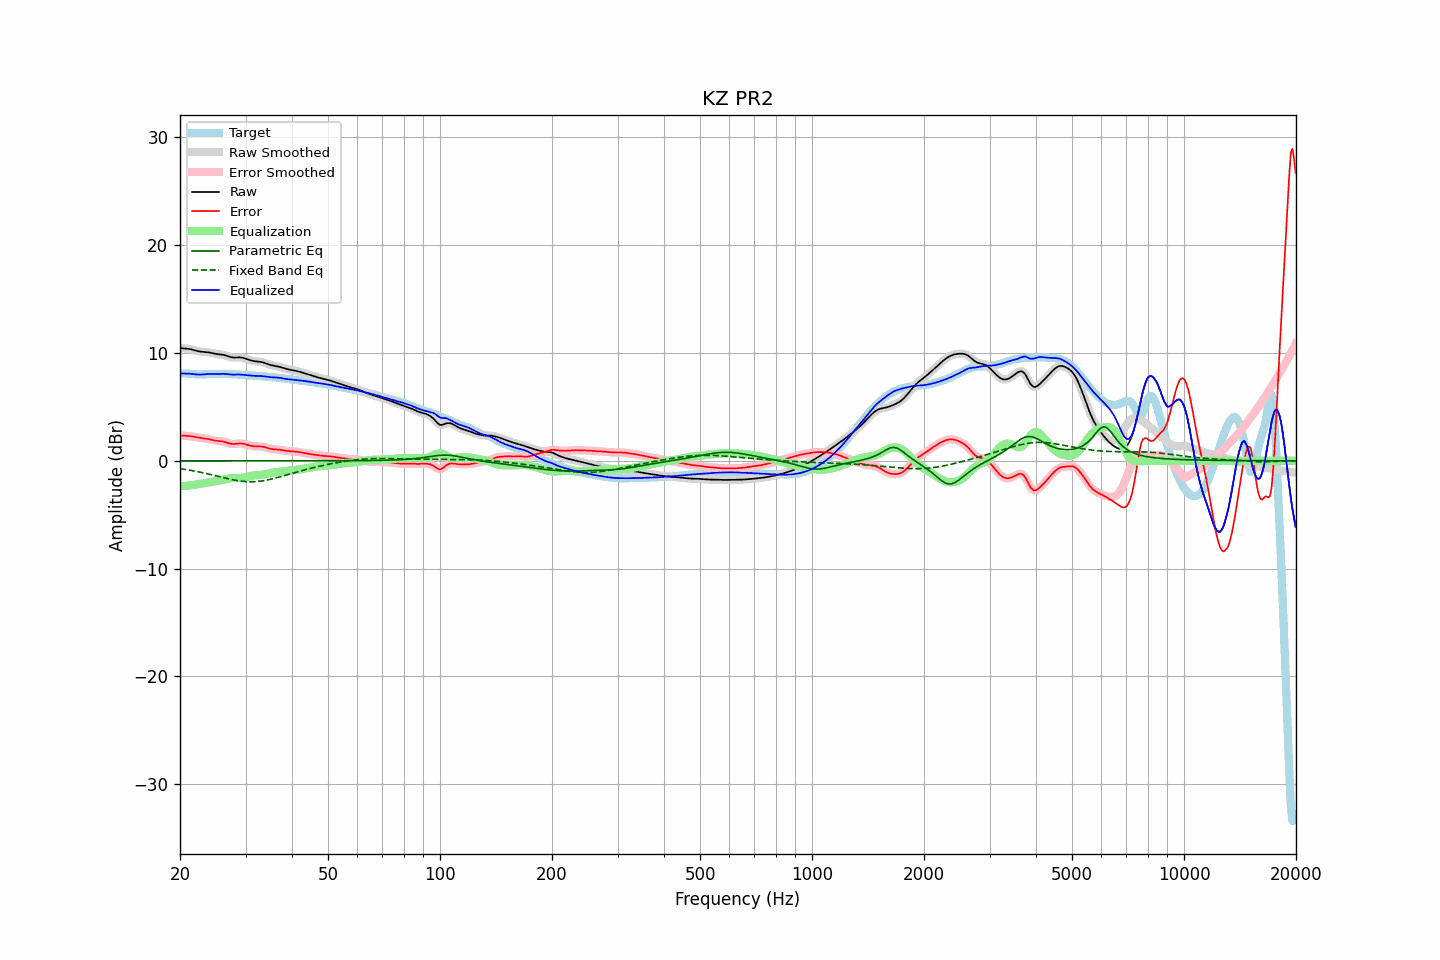 KZ PR2
Target
Raw Smoothed
Error Smoothed
Raw
Error
Equalization
Parametric Eq
Fixed Band Eq
Equalized
Amplitude (dBr)
30
20
10
0
−10
−20
−30
20 50 100 200 500 1000 2000 5000 10000 20000
Frequency (Hz)